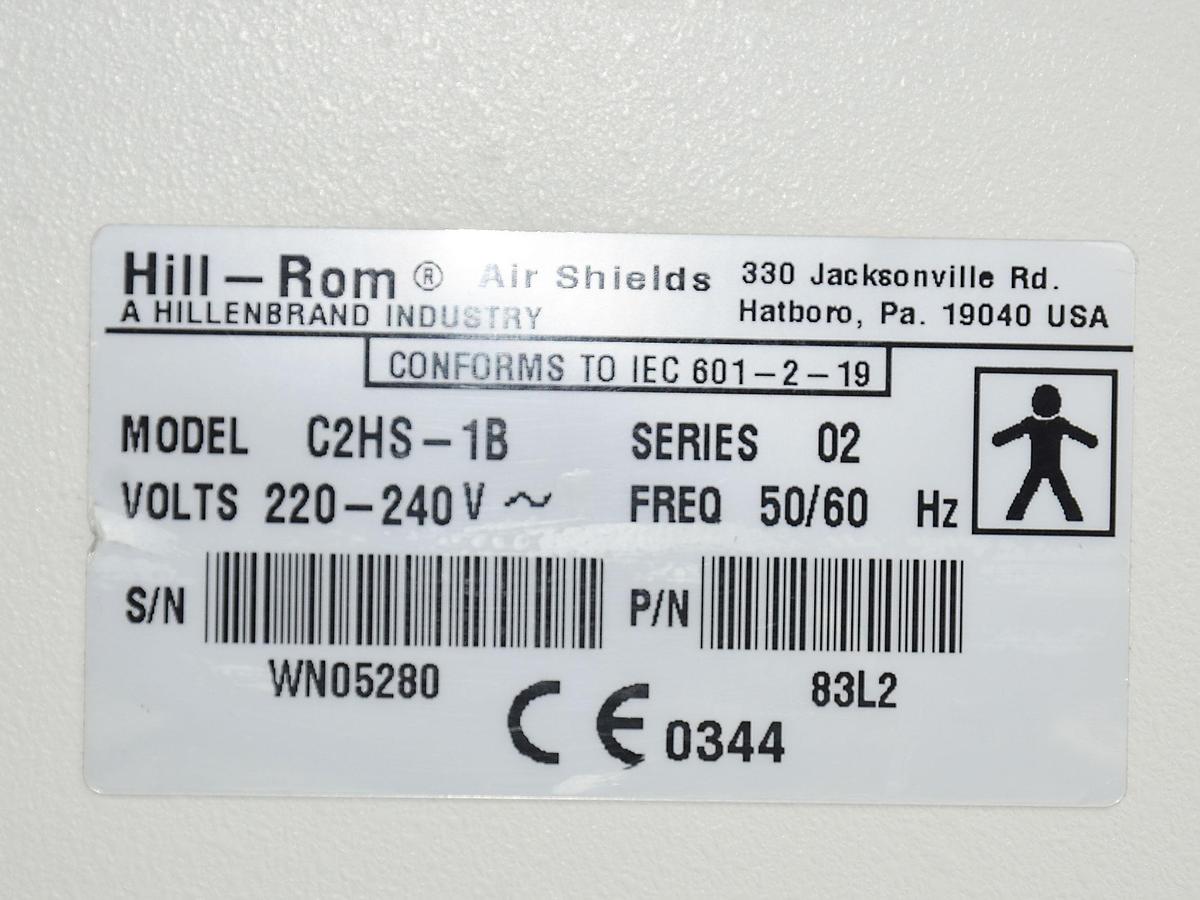 Hill-Rom® Air Shields 330 Jacksonville Rd.
A HILLENBRAND INDUSTRY Hatboro, Pa. 19040 USA
CONFORMS TO IEC 601-2-19
MODEL C2HS-1B SERIES 02
VOLTS 220-240 V ~ FREQ 50/60 Hz
S/N P/N
WN05280 83L2
CE 0344